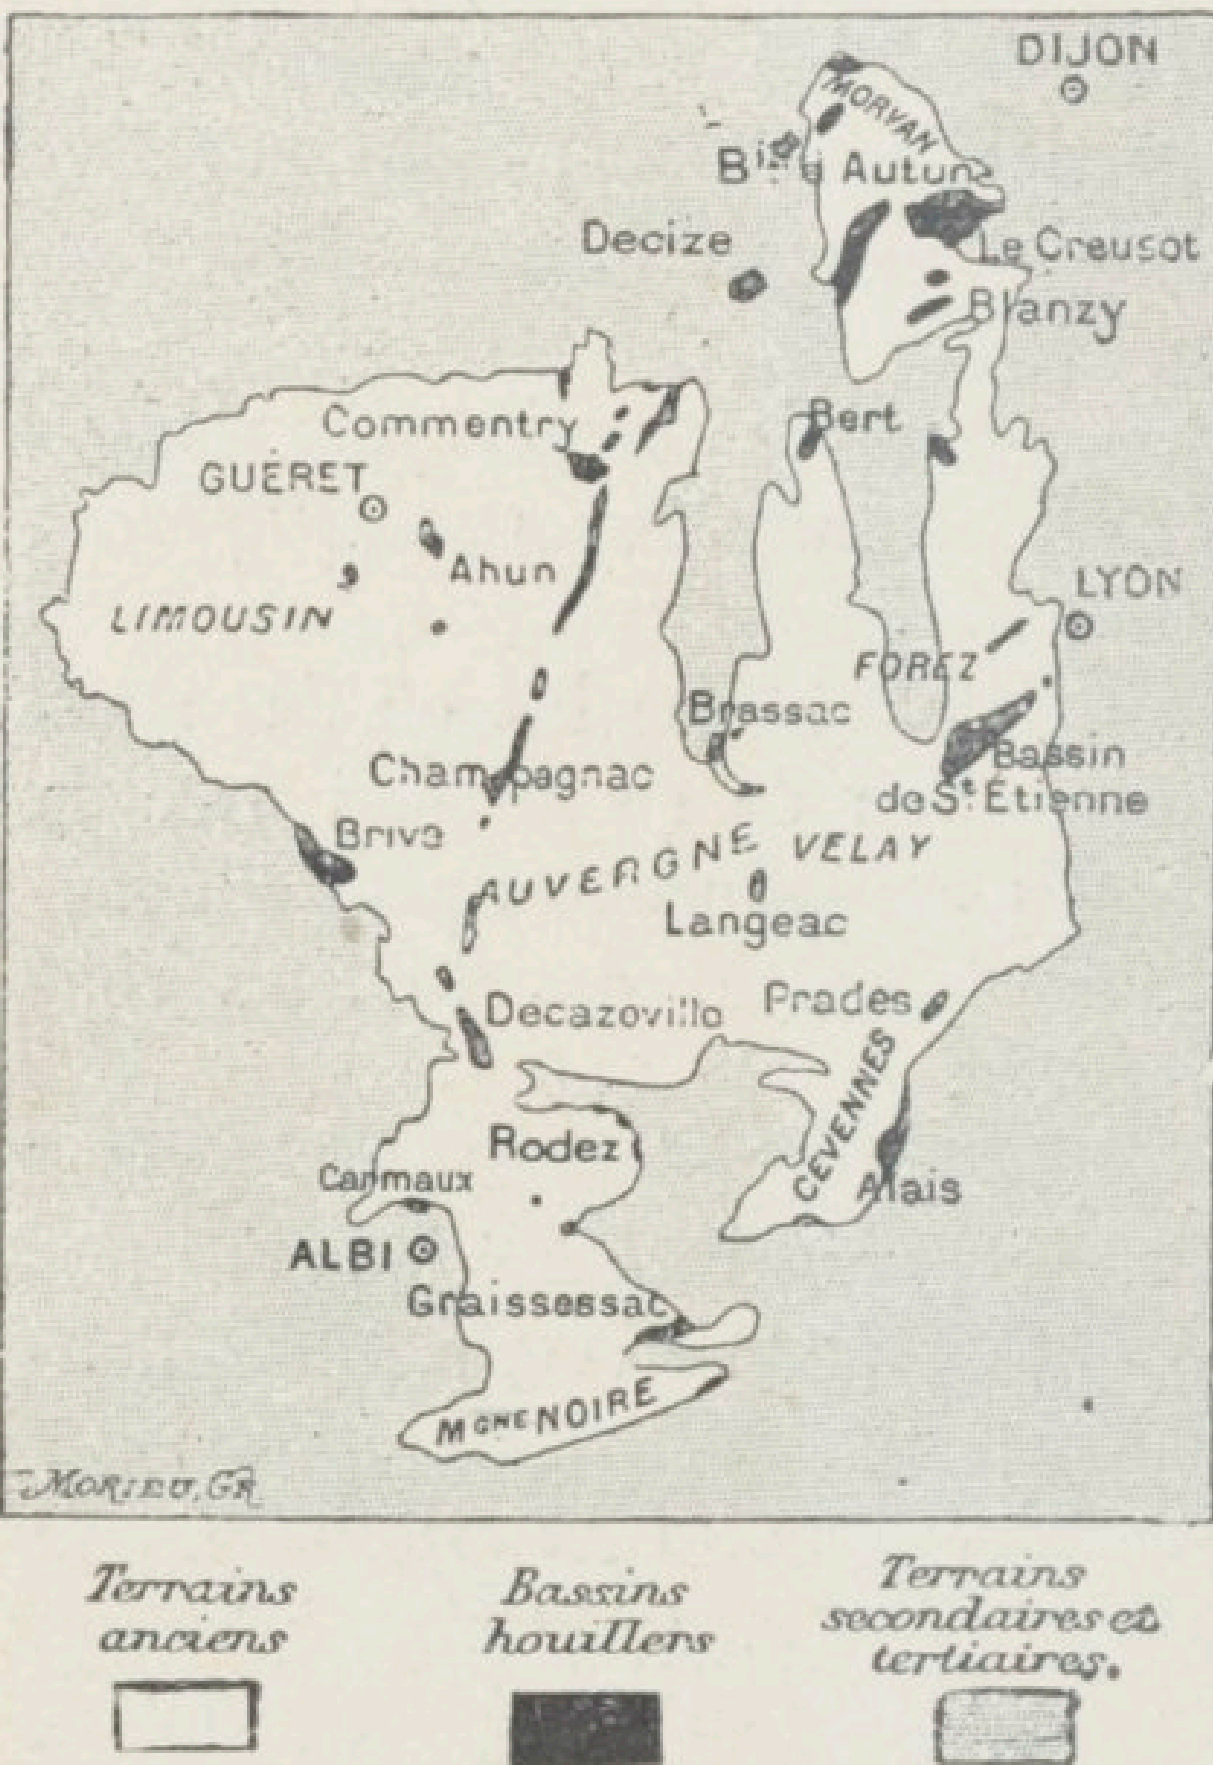 DIJON
MORVAN
Autun
Decize
Le Creusot
Blanzy
Commentry
Bert
GUÉRET
Ahun
LYON
LIMOUSIN
FOREZ
Brassac
Bassin
de St. Étienne
Champagnac
Brive
AUVERGNE
VELAY
Langeac
Prades
Decazeville
CÉVENNES
Rodez
Carmaux
Alais
ALBI
Graissessac
MGNE NOIRE
MORIEU, GR
Terrains
anciens
Bassins
houillers
Terrains
secondaires et
tertiaires.